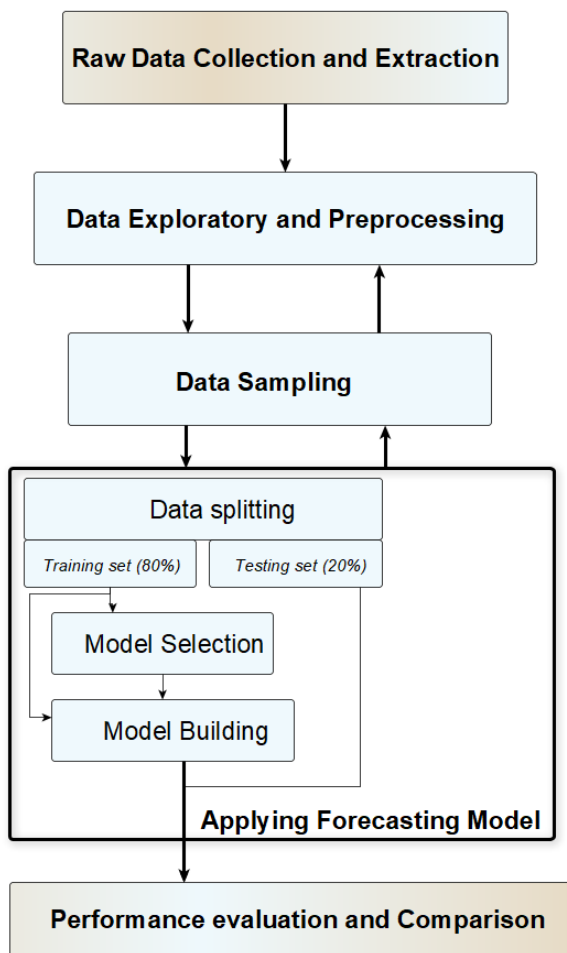 Raw Data Collection and Extraction
Data Exploratory and Preprocessing
Data Sampling
Data splitting
Training set (80%)
Testing set (20%)
Model Selection
Model Building
Applying Forecasting Model
Performance evaluation and Comparison